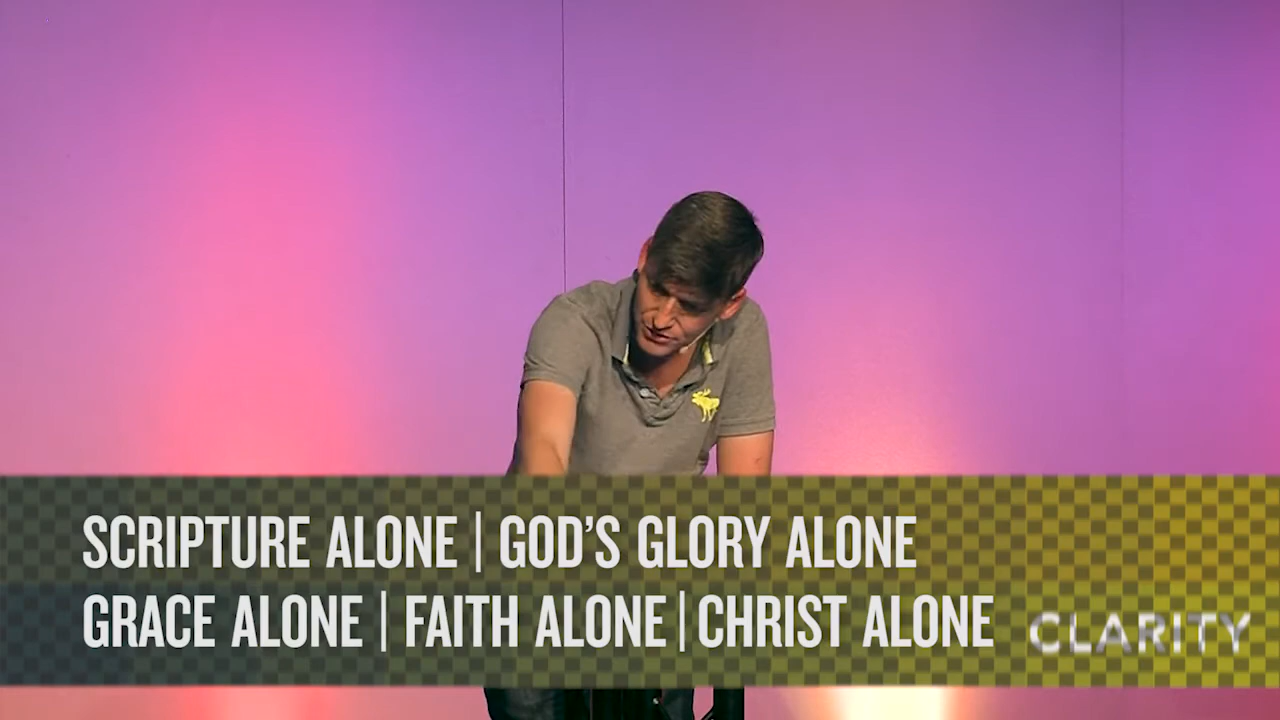 SCRIPTURE ALONE | GOD'S GLORY ALONE
GRACE ALONE | FAITH ALONE | CHRIST ALONE
CLARITY